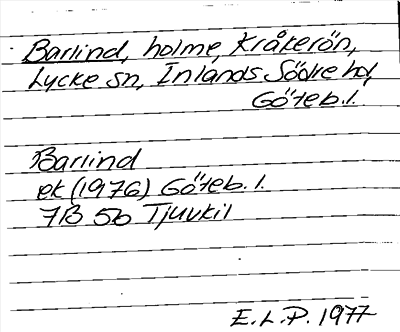 Barlind, holme, Kråkerön,
Lycke sn, Inlands Södre hd,
Göteb. l.
Barlind
ek (1976) Göteb. l.
7B 5b Tjuvkil
E. L. P. 1977